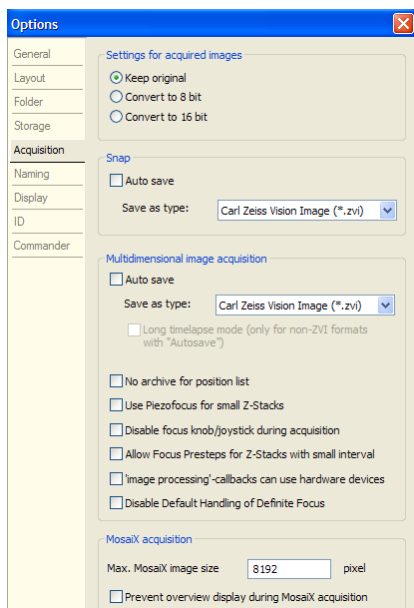 Options
General
Layout
Folder
Storage
Acquisition
Naming
Display
ID
Commander
Settings for acquired images
Keep original
Convert to 8 bit
Convert to 16 bit
Snap
Auto save
Save as type: Carl Zeiss Vision Image (*.zvi)
Multidimensional image acquisition
Auto save
Save as type: Carl Zeiss Vision Image (*.zvi)
Long timelapse mode (only for non-ZVI formats
with "Autosave")
No archive for position list
Use Piezofocus for small Z-Stacks
Disable focus knob/joystick during acquisition
Allow Focus Presteps for Z-Stacks with small interval
'image processing'-callbacks can use hardware devices
Disable Default Handling of Definite Focus
MosaiX acquisition
Max. MosaiX image size 8192 pixel
Prevent overview display during MosaiX acquisition